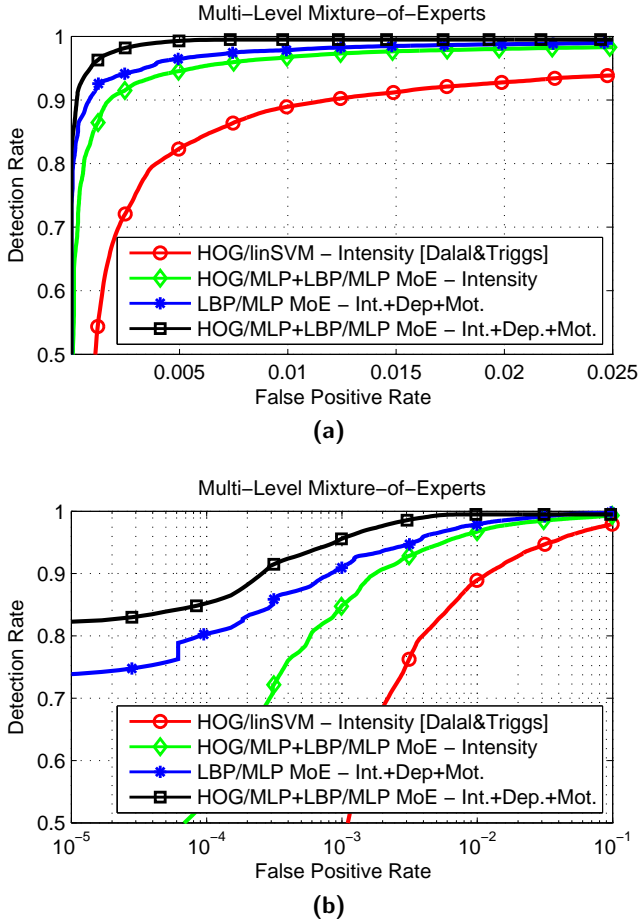 Multi−Level Mixture−of−Experts
1
0.9
0.8
0.7
0.6
0.5
Detection Rate
HOG/linSVM − Intensity [Dalal&Triggs]
HOG/MLP+LBP/MLP MoE − Intensity
LBP/MLP MoE − Int.+Dep+Mot.
HOG/MLP+LBP/MLP MoE − Int.+Dep.+Mot.
0.005 0.01 0.015 0.02 0.025
False Positive Rate
(a)
Multi−Level Mixture−of−Experts
1
0.9
0.8
0.7
0.6
0.5
Detection Rate
HOG/linSVM − Intensity [Dalal&Triggs]
HOG/MLP+LBP/MLP MoE − Intensity
LBP/MLP MoE − Int.+Dep+Mot.
HOG/MLP+LBP/MLP MoE − Int.+Dep.+Mot.
10⁻⁵ 10⁻⁴ 10⁻³ 10⁻² 10⁻¹
False Positive Rate
(b)